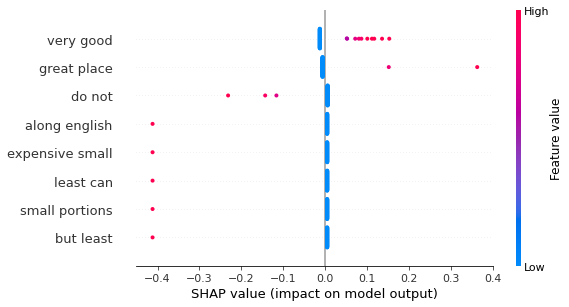 High
very good
great place
do not
along english
expensive small
least can
small portions
but least
Feature value
Low
−0.4 −0.3 −0.2 −0.1 0.0 0.1 0.2 0.3 0.4
SHAP value (impact on model output)